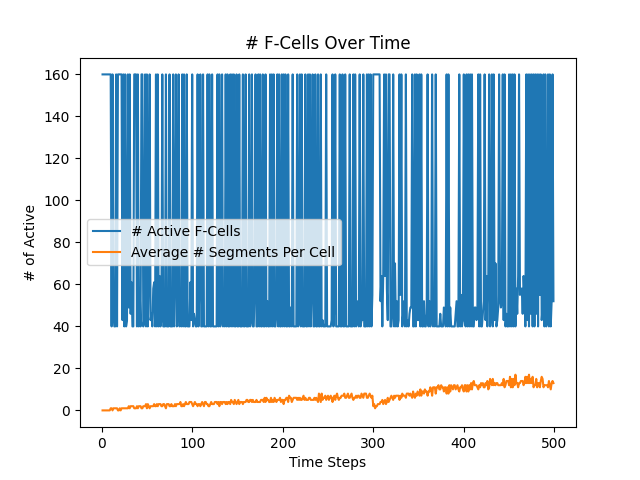 # F-Cells Over Time
160
140
120
100
80
60
40
20
0
# of Active
# Active F-Cells
Average # Segments Per Cell
0 100 200 300 400 500
Time Steps